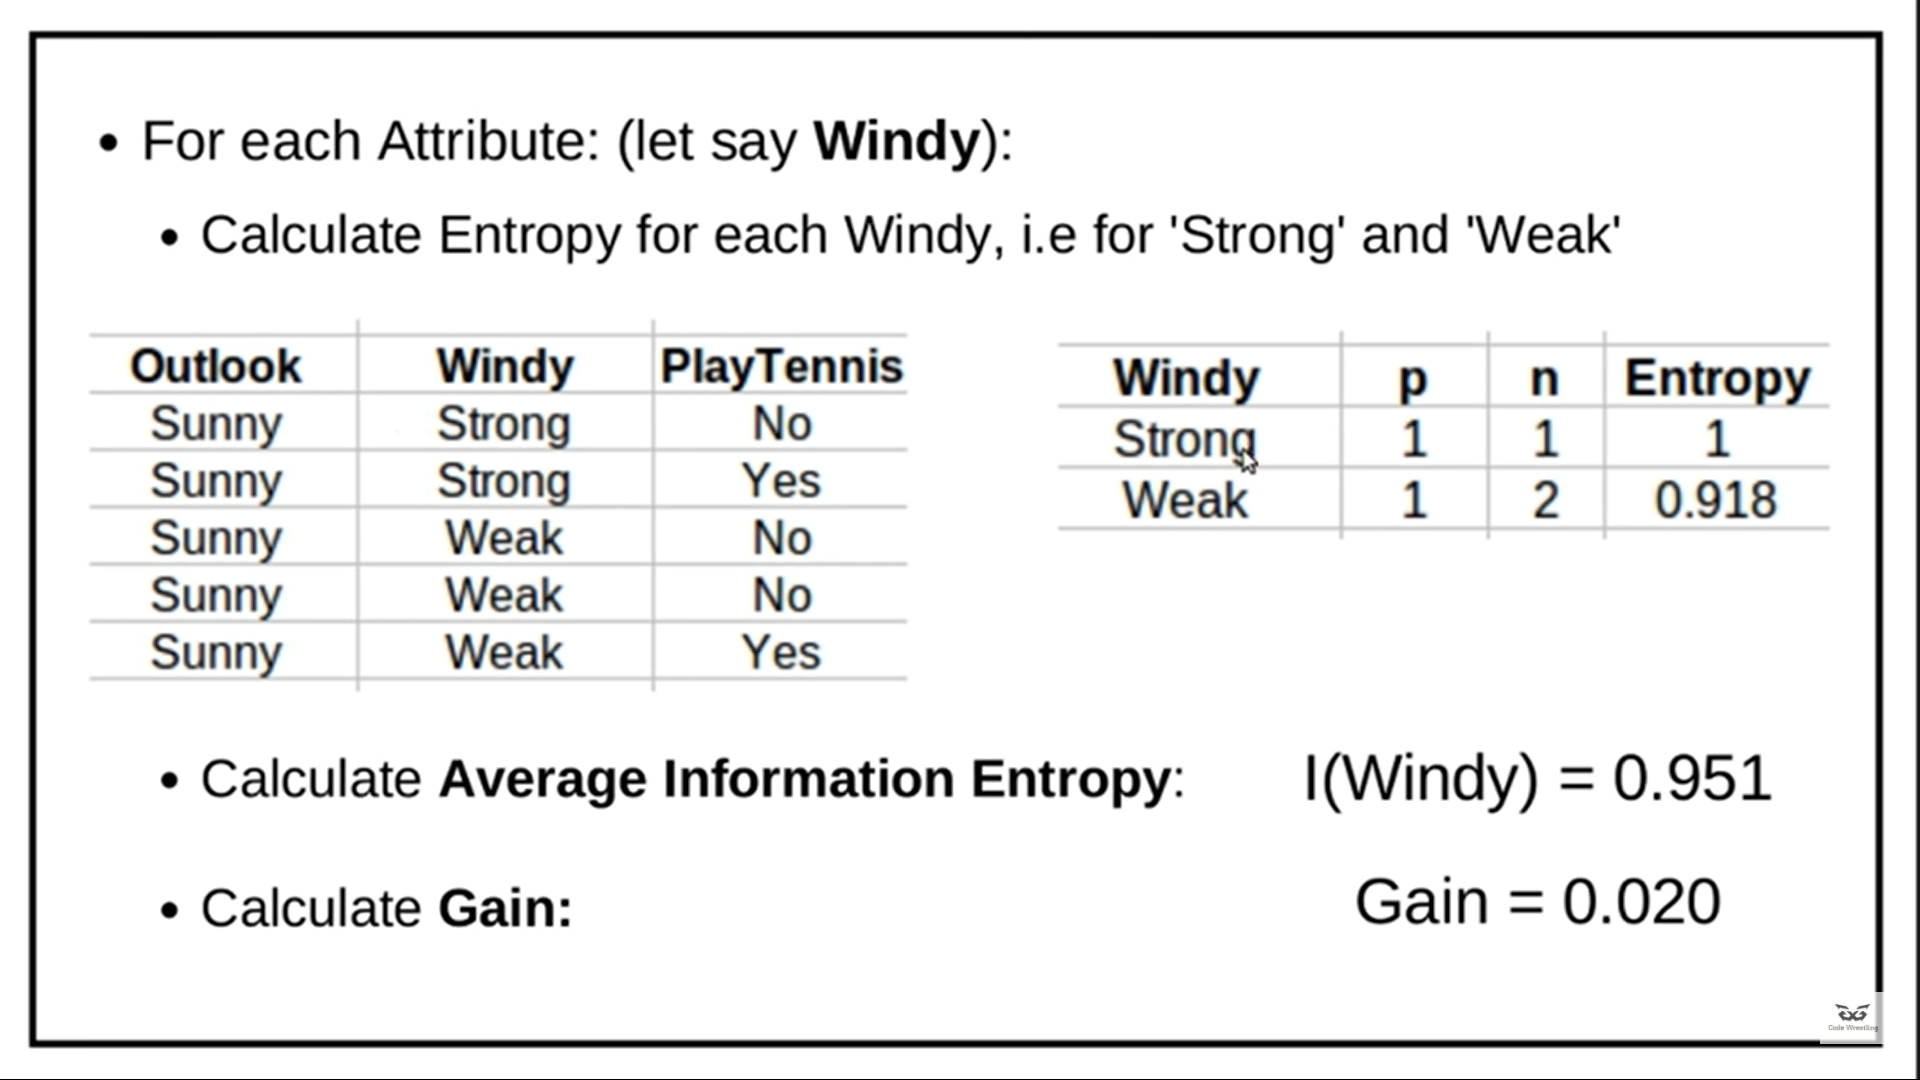 • For each Attribute: (let say Windy):
• Calculate Entropy for each Windy, i.e for 'Strong' and 'Weak'
Outlook Windy PlayTennis
Sunny Strong No
Sunny Strong Yes
Sunny Weak No
Sunny Weak No
Sunny Weak Yes
Windy p n Entropy
Strong 1 1 1
Weak 1 2 0.918
• Calculate Average Information Entropy: I(Windy) = 0.951
• Calculate Gain: Gain = 0.020
Code Wrestling